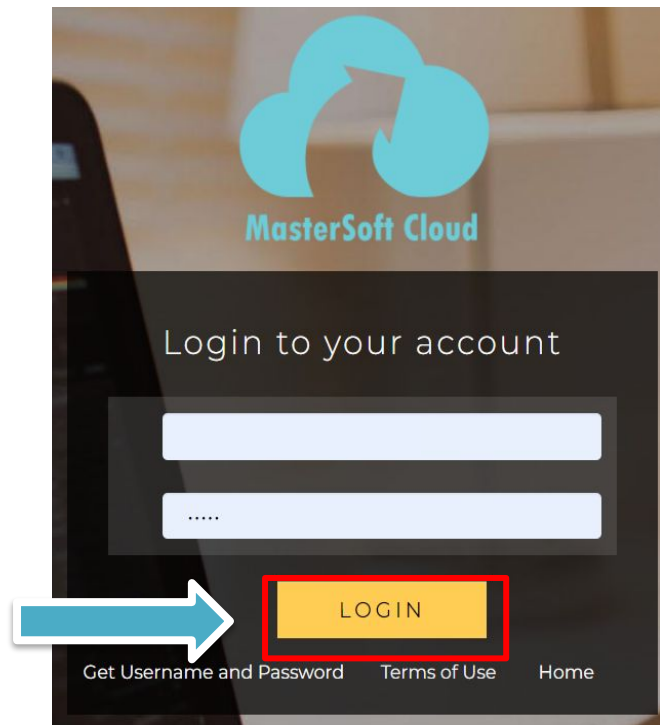 MasterSoft Cloud
Login to your account
.....
LOGIN
Get Username and Password Terms of Use Home